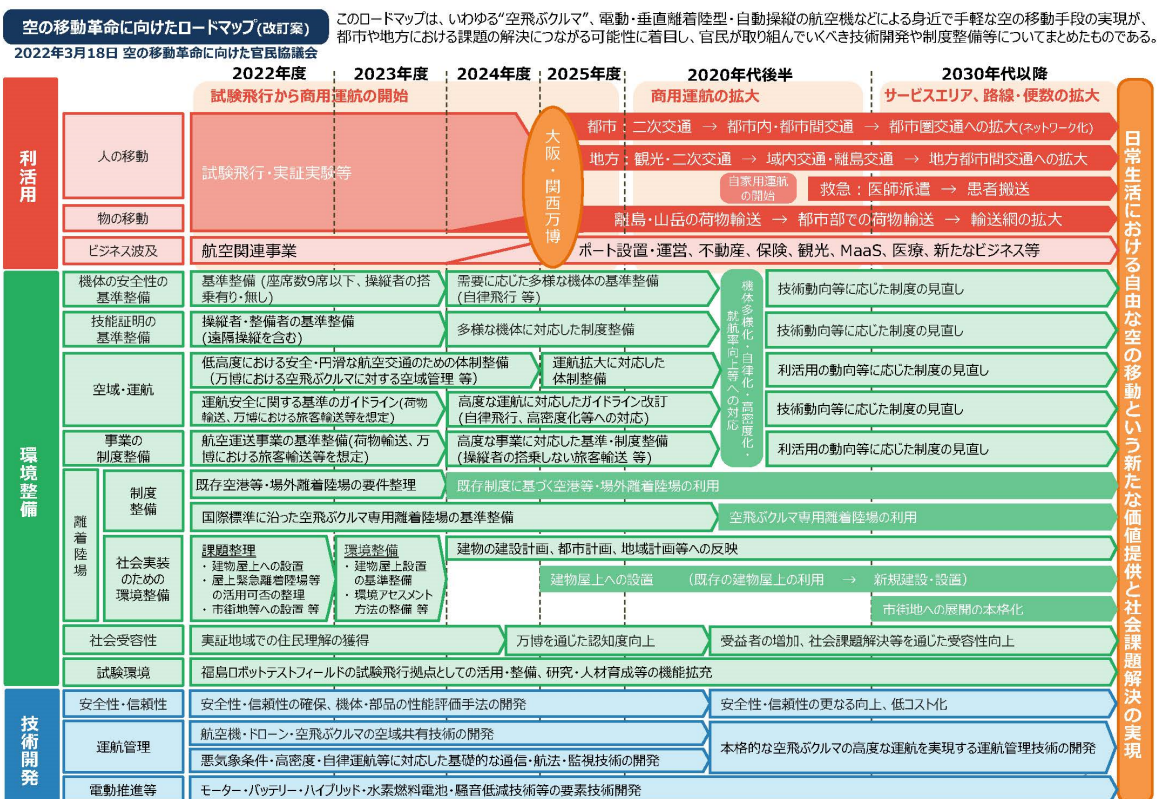 空の移動革命に向けたロードマップ(改訂案)
2022年3月18日 空の移動革命に向けた官民協議会
このロードマップは、いわゆる“空飛ぶクルマ”、電動・垂直離着陸型・自動操縦の航空機などによる身近で手軽な空の移動手段の実現が、
都市や地方における課題の解決につながる可能性に着目し、官民が取り組んでいくべき技術開発や制度整備等についてまとめたものである。
2022年度 2023年度 2024年度 2025年度 2020年代後半 2030年代以降
試験飛行から商用運航の開始 商用運航の拡大 サービスエリア、路線・便数の拡大
利活用
人の移動
試験飛行・実証実験等
大阪・関西万博
都市：二次交通 → 都市内・都市間交通 → 都市圏交通への拡大(ネットワーク化)
地方：観光・二次交通 → 域内交通・離島交通 → 地方都市間交通への拡大
自家用運航
の開始
救急：医師派遣 → 患者搬送
物の移動
離島・山岳の荷物輸送 → 都市部での荷物輸送 → 輸送網の拡大
ビジネス波及
航空関連事業
ポート設置・運営、不動産、保険、観光、MaaS、医療、新たなビジネス等
環境整備
機体の安全性の
基準整備
基準整備 (座席数9席以下、操縦者の搭
乗有り・無し)
需要に応じた多様な機体の基準整備
(自律飛行 等)
機体多様化・自律化・高密度化・
就航率向上等への対応
技術動向等に応じた制度の見直し
技能証明の
基準整備
操縦者・整備者の基準整備
(遠隔操縦を含む)
多様な機体に対応した制度整備
技術動向等に応じた制度の見直し
空域・運航
低高度における安全・円滑な航空交通のための体制整備
(万博における空飛ぶクルマに対する空域管理 等)
運航拡大に対応した
体制整備
利活用の動向等に応じた制度の見直し
運航安全に関する基準のガイドライン(荷物
輸送、万博における旅客輸送等を想定)
高度な運航に対応したガイドライン改訂
(自律飛行、高密度化等への対応)
技術動向等に応じた制度の見直し
事業の
制度整備
航空運送事業の基準整備(荷物輸送、万
博における旅客輸送等を想定)
高度な事業に対応した基準・制度整備
(操縦者の搭乗しない旅客輸送 等)
利活用の動向等に応じた制度の見直し
離着陸場
制度
整備
既存空港等・場外離着陸場の要件整理
既存制度に基づく空港等・場外離着陸場の利用
国際標準に沿った空飛ぶクルマ専用離着陸場の基準整備
空飛ぶクルマ専用離着陸場の利用
社会実装
のための
環境整備
課題整理
・建物屋上への設置
・屋上緊急離着陸場等
の活用可否の整理
・市街地等への設置 等
環境整備
・建物屋上設置
の基準整備
・環境アセスメント
方法の整備 等
建物の建設計画、都市計画、地域計画等への反映
建物屋上への設置 (既存の建物屋上の利用 → 新規建設・設置)
市街地への展開の本格化
社会受容性
実証地域での住民理解の獲得
万博を通じた認知度向上
受益者の増加、社会課題解決等を通じた受容性向上
試験環境
福島ロボットテストフィールドの試験飛行拠点としての活用・整備、研究・人材育成等の機能拡充
技術開発
安全性・信頼性
安全性・信頼性の確保、機体・部品の性能評価手法の開発
安全性・信頼性の更なる向上、低コスト化
運航管理
航空機・ドローン・空飛ぶクルマの空域共有技術の開発
悪気象条件・高密度・自律運航等に対応した基礎的な通信・航法・監視技術の開発
本格的な空飛ぶクルマの高度な運航を実現する運航管理技術の開発
電動推進等
モーター・バッテリー・ハイブリッド・水素燃料電池・騒音低減技術等の要素技術開発
日常生活における自由な空の移動という新たな価値提供と社会課題解決の実現